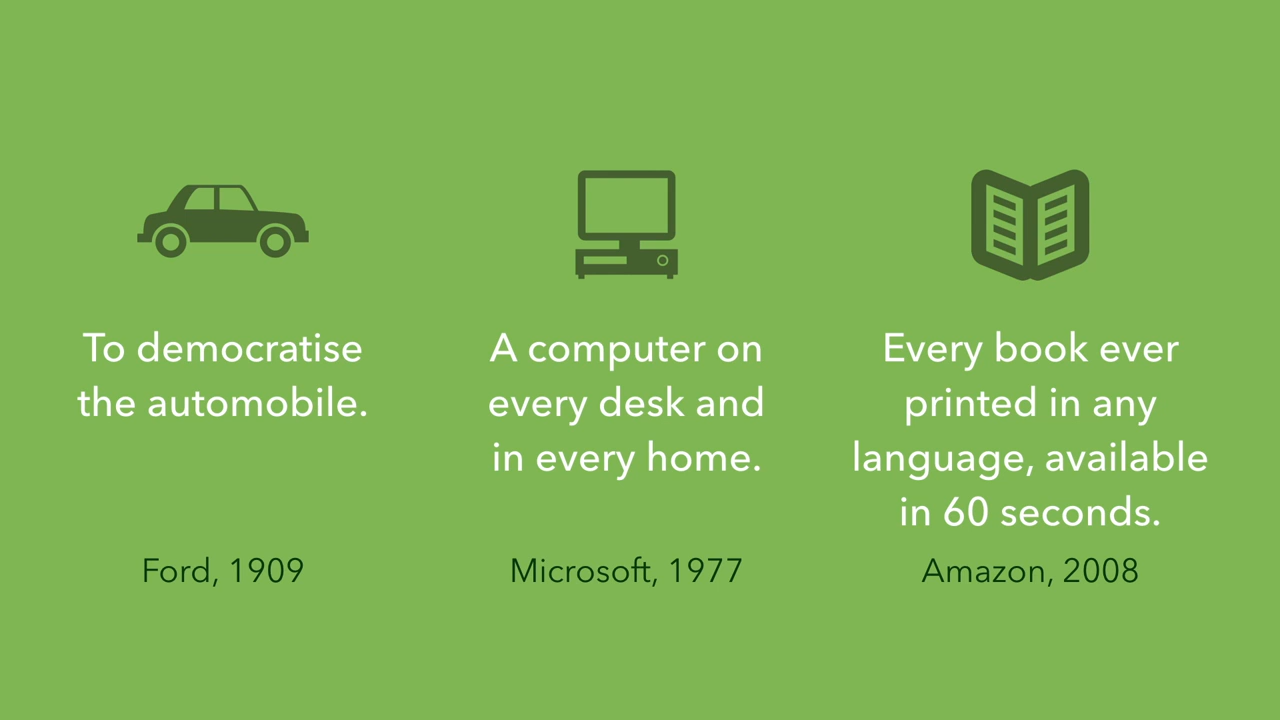 To democratise
the automobile.
Ford, 1909
A computer on
every desk and
in every home.
Microsoft, 1977
Every book ever
printed in any
language, available
in 60 seconds.
Amazon, 2008